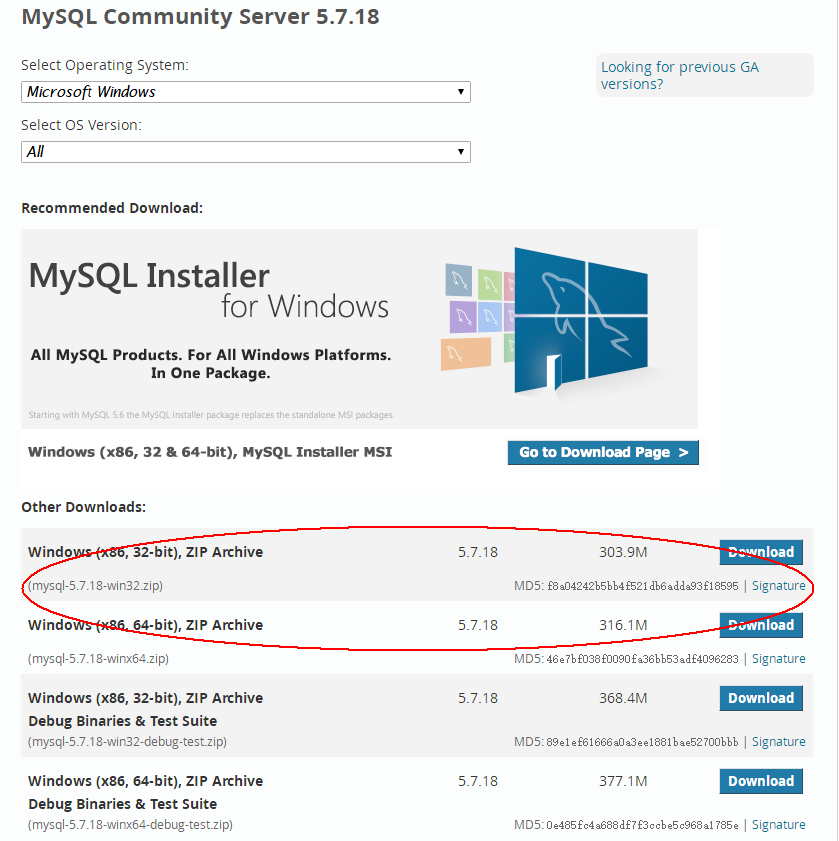 MySQL Community Server 5.7.18
Select Operating System:
Looking for previous GA
versions?
Microsoft Windows
Select OS Version:
All
Recommended Download:
MySQL Installer
for Windows
All MySQL Products. For All Windows Platforms.
In One Package.
Starting with MySQL 5.6 the MySQL Installer package replaces the standalone MSI packages.
Windows (x86, 32 & 64-bit), MySQL Installer MSI Go to Download Page >
Other Downloads:
Windows (x86, 32-bit), ZIP Archive 5.7.18 303.9M Download
(mysql-5.7.18-win32.zip) MD5: f8a04242b5bb4f521db6adda93f18595 | Signature
Windows (x86, 64-bit), ZIP Archive 5.7.18 316.1M Download
(mysql-5.7.18-winx64.zip) MD5: 46e7bf038f0090fa36bb53adf4096283 | Signature
Windows (x86, 32-bit), ZIP Archive 5.7.18 368.4M Download
Debug Binaries & Test Suite
(mysql-5.7.18-win32-debug-test.zip) MD5: 89e1ef61666a0a3ee1881bae52700bbb | Signature
Windows (x86, 64-bit), ZIP Archive 5.7.18 377.1M Download
Debug Binaries & Test Suite
(mysql-5.7.18-winx64-debug-test.zip) MD5: 0e485fc4a688df7f3ccbe5c968a1785e | Signature